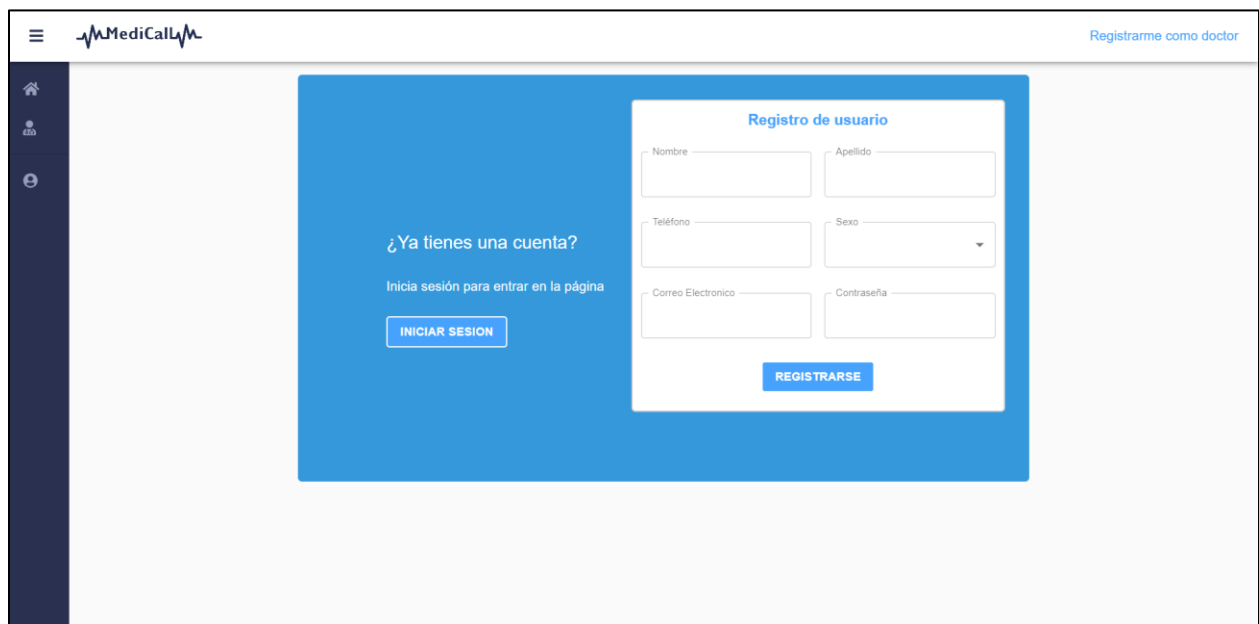 MediCall
Registrarme como doctor
Registro de usuario
Nombre
Apellido
Teléfono
Sexo
Correo Electronico
Contraseña
REGISTRARSE
¿Ya tienes una cuenta?
Inicia sesión para entrar en la página
INICIAR SESION